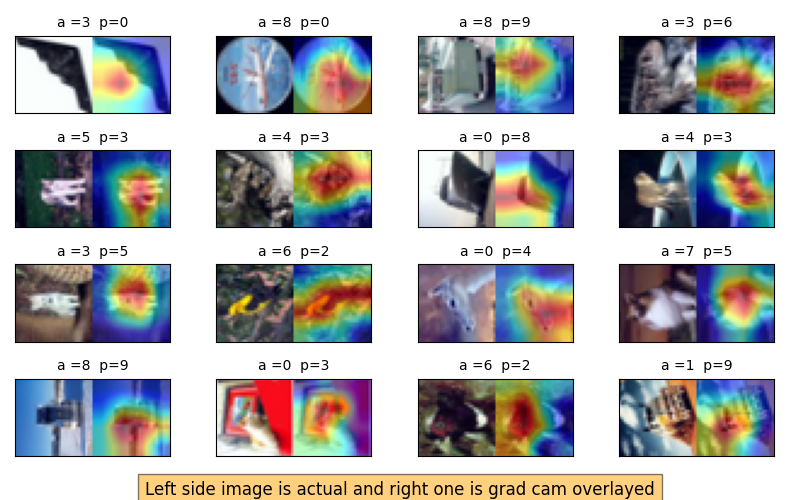 a =3 p=0
a =8 p=0
a =8 p=9
a =3 p=6
a =5 p=3
a =4 p=3
a =0 p=8
a =4 p=3
a =3 p=5
a =6 p=2
a =0 p=4
a =7 p=5
a =8 p=9
a =0 p=3
a =6 p=2
a =1 p=9
Left side image is actual and right one is grad cam overlayed